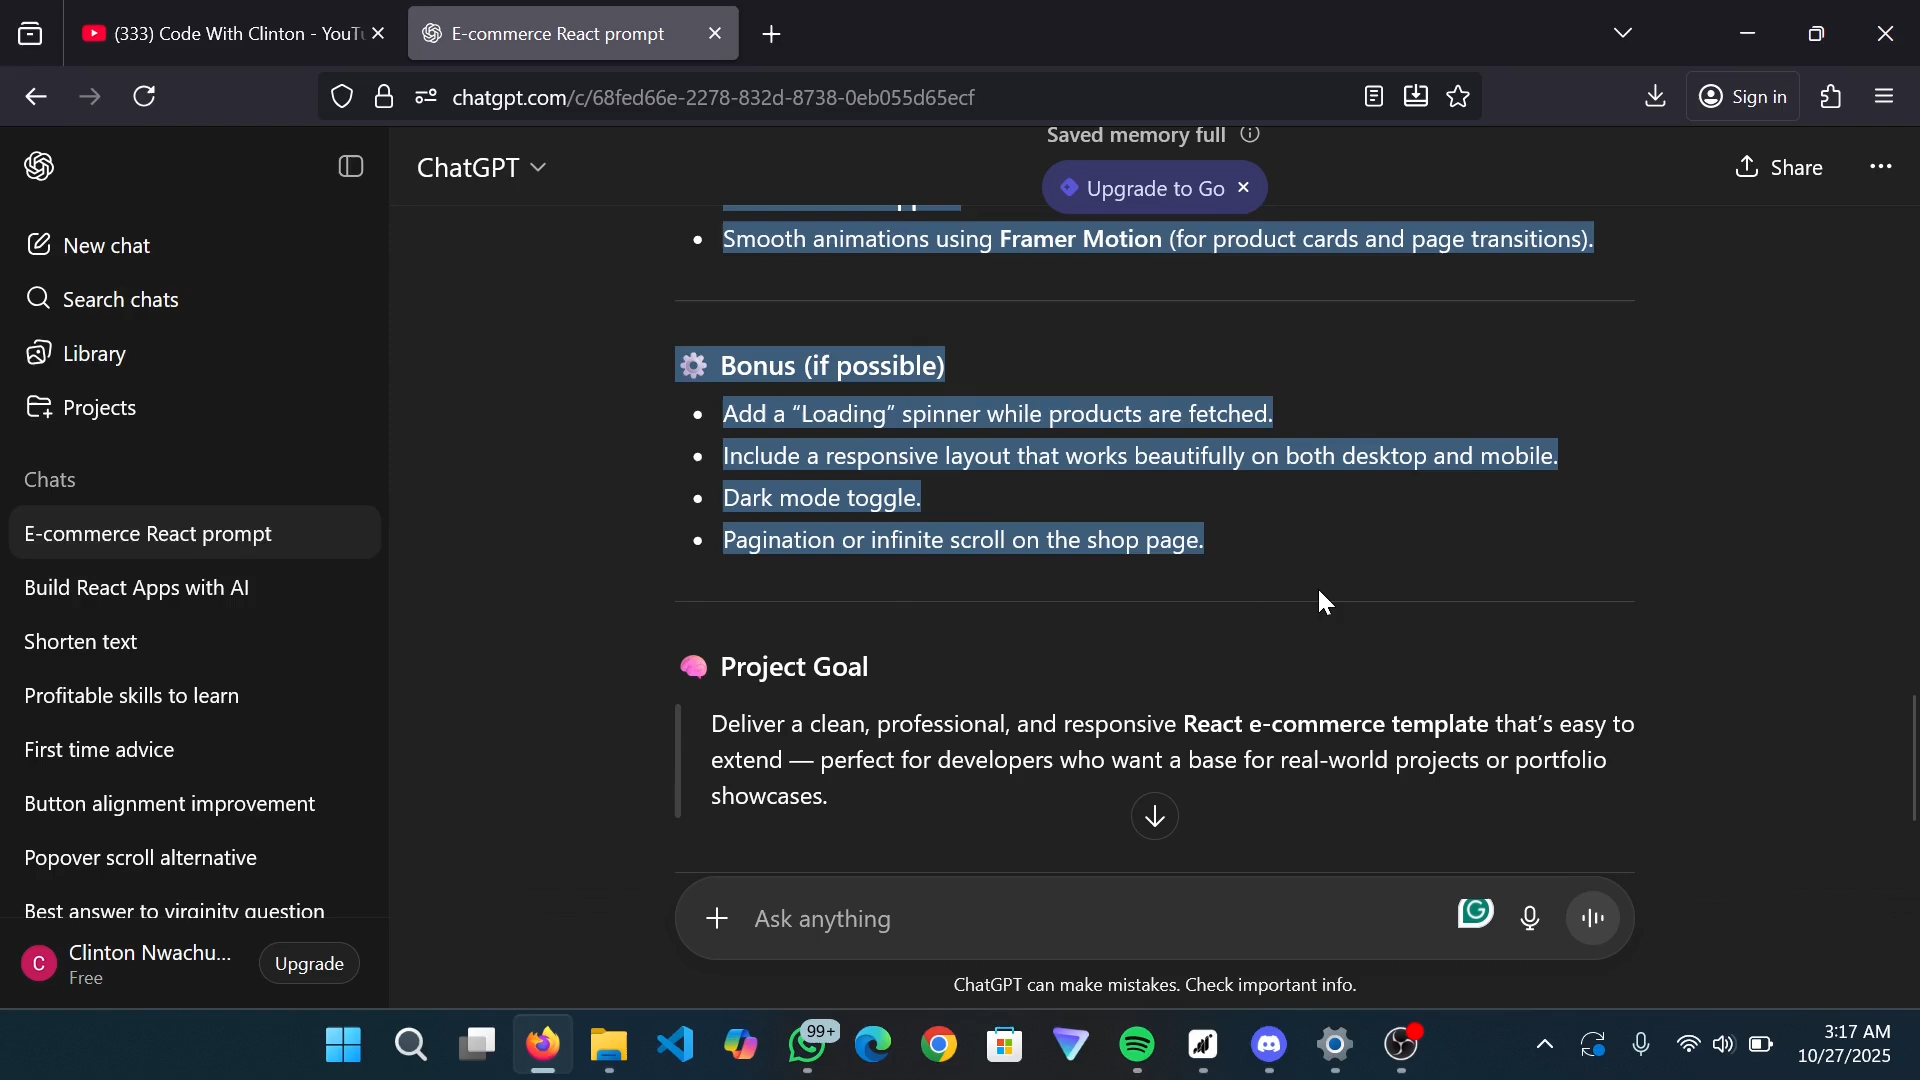 (333) Code With Clinton - YouT
E-commerce React prompt
chatgpt.com/c/68fed66e-2278-832d-8738-0eb055d65ecf
Sign in
ChatGPT
Saved memory full
Upgrade to Go
Share
New chat
Search chats
Library
Projects
Chats
E-commerce React prompt
Build React Apps with AI
Shorten text
Profitable skills to learn
First time advice
Button alignment improvement
Popover scroll alternative
Best answer to virginity question
Clinton Nwachu...
Free
Upgrade
Smooth animations using Framer Motion (for product cards and page transitions).
Bonus (if possible)
Add a “Loading” spinner while products are fetched.
Include a responsive layout that works beautifully on both desktop and mobile.
Dark mode toggle.
Pagination or infinite scroll on the shop page.
Project Goal
Deliver a clean, professional, and responsive React e-commerce template that’s easy to
extend — perfect for developers who want a base for real-world projects or portfolio
showcases.
Ask anything
ChatGPT can make mistakes. Check important info.
99+
3:17 AM
10/27/2025